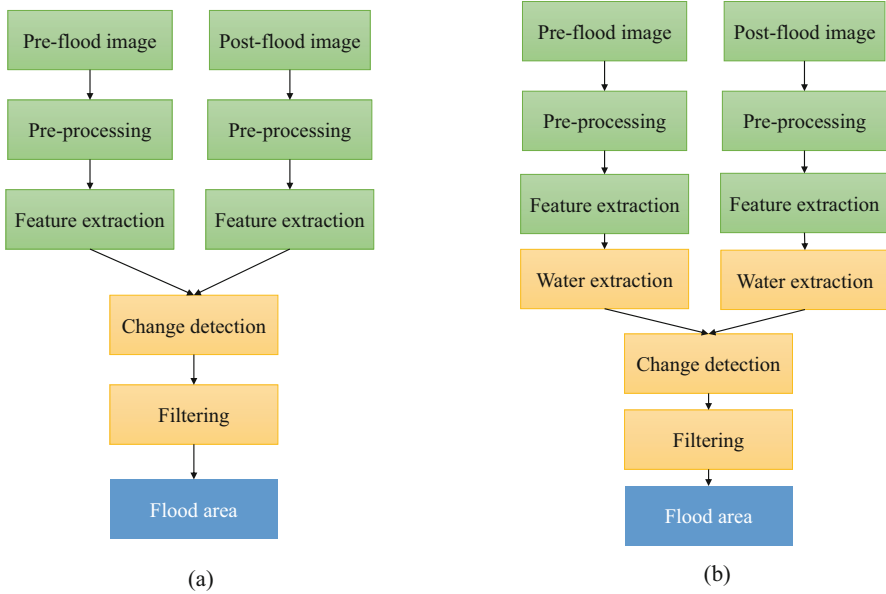 Pre-flood image
Post-flood image
Pre-processing
Pre-processing
Feature extraction
Feature extraction
Change detection
Filtering
Flood area
(a)
Pre-flood image
Post-flood image
Pre-processing
Pre-processing
Feature extraction
Feature extraction
Water extraction
Water extraction
Change detection
Filtering
Flood area
(b)